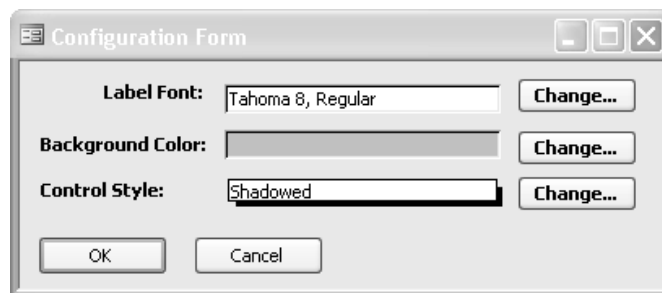 Configuration Form
Label Font: Tahoma 8, Regular Change...
Background Color: Change...
Control Style: Shadowed Change...
OK Cancel